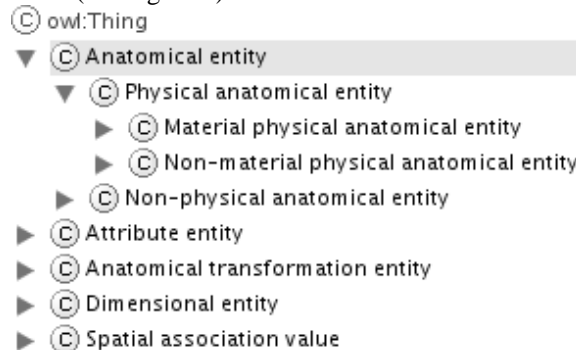 owl:Thing
Anatomical entity
Physical anatomical entity
Material physical anatomical entity
Non-material physical anatomical entity
Non-physical anatomical entity
Attribute entity
Anatomical transformation entity
Dimensional entity
Spatial association value